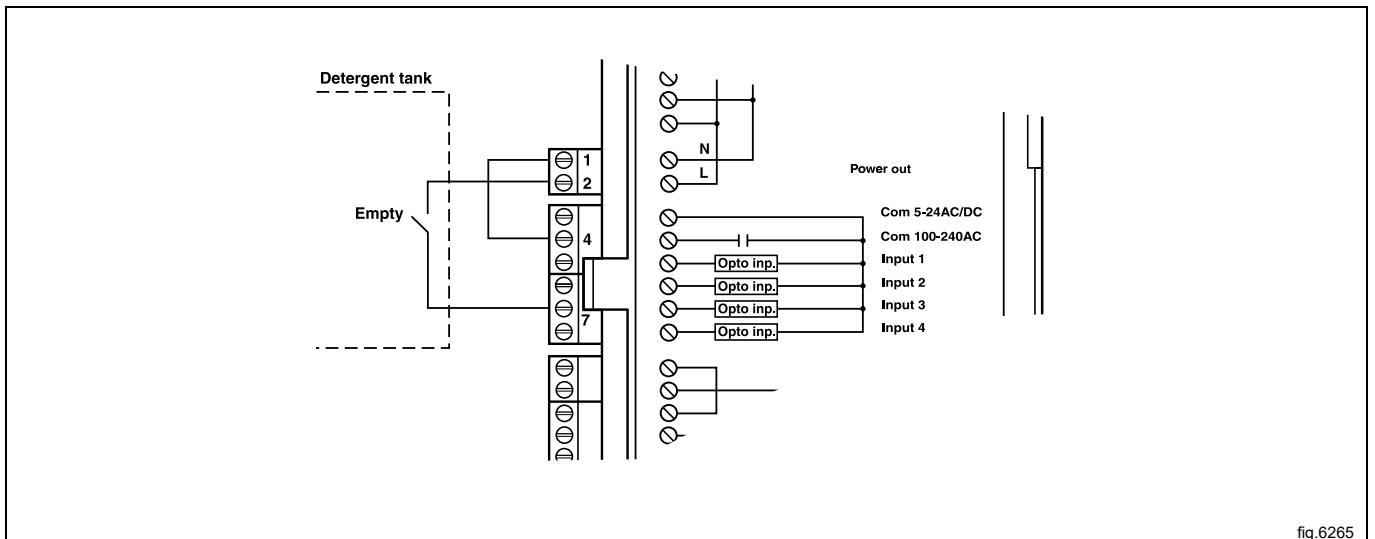 Detergent tank
Empty
1
2
4
7
N
L
Power out
Com 5-24AC/DC
Com 100-240AC
Opto inp. Input 1
Opto inp. Input 2
Opto inp. Input 3
Opto inp. Input 4
fig.6265